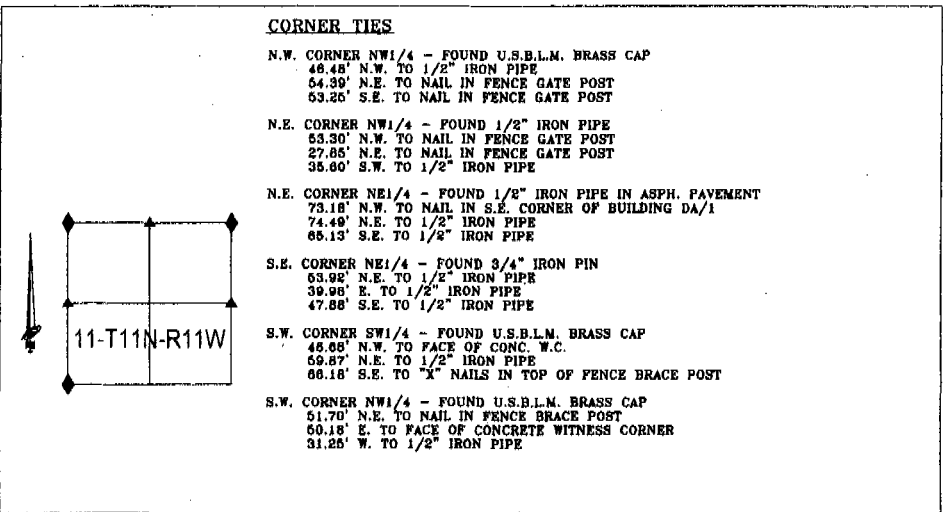 CORNER TIES
N.W. CORNER NW1/4 - FOUND U.S.B.L.M. BRASS CAP
46.48' N.W. TO 1/2" IRON PIPE
54.39' N.E. TO NAIL IN FENCE GATE POST
53.25' S.E. TO NAIL IN FENCE GATE POST
N.E. CORNER NW1/4 - FOUND 1/2" IRON PIPE
53.30' N.W. TO NAIL IN FENCE GATE POST
27.85' N.E. TO NAIL IN FENCE GATE POST
35.60' S.W. TO 1/2" IRON PIPE
N.E. CORNER NE1/4 - FOUND 1/2" IRON PIPE IN ASPH. PAVEMENT
73.18' N.W. TO NAIL IN S.E. CORNER OF BUILDING DA/1
74.49' N.E. TO 1/2" IRON PIPE
65.13' S.E. TO 1/2" IRON PIPE
S.E. CORNER NE1/4 - FOUND 3/4" IRON PIN
53.92' N.E. TO 1/2" IRON PIPE
39.98' E. TO 1/2" IRON PIPE
47.88' S.E. TO 1/2" IRON PIPE
S.W. CORNER SW1/4 - FOUND U.S.B.L.M. BRASS CAP
45.68' N.W. TO FACE OF CONC. W.C.
59.87' N.E. TO 1/2" IRON PIPE
66.18' S.E. TO "X" NAILS IN TOP OF FENCE BRACE POST
S.W. CORNER NW1/4 - FOUND U.S.B.L.M. BRASS CAP
51.70' N.E. TO NAIL IN FENCE BRACE POST
50.18' E. TO FACE OF CONCRETE WITNESS CORNER
31.25' W. TO 1/2" IRON PIPE
11-T11N-R11W